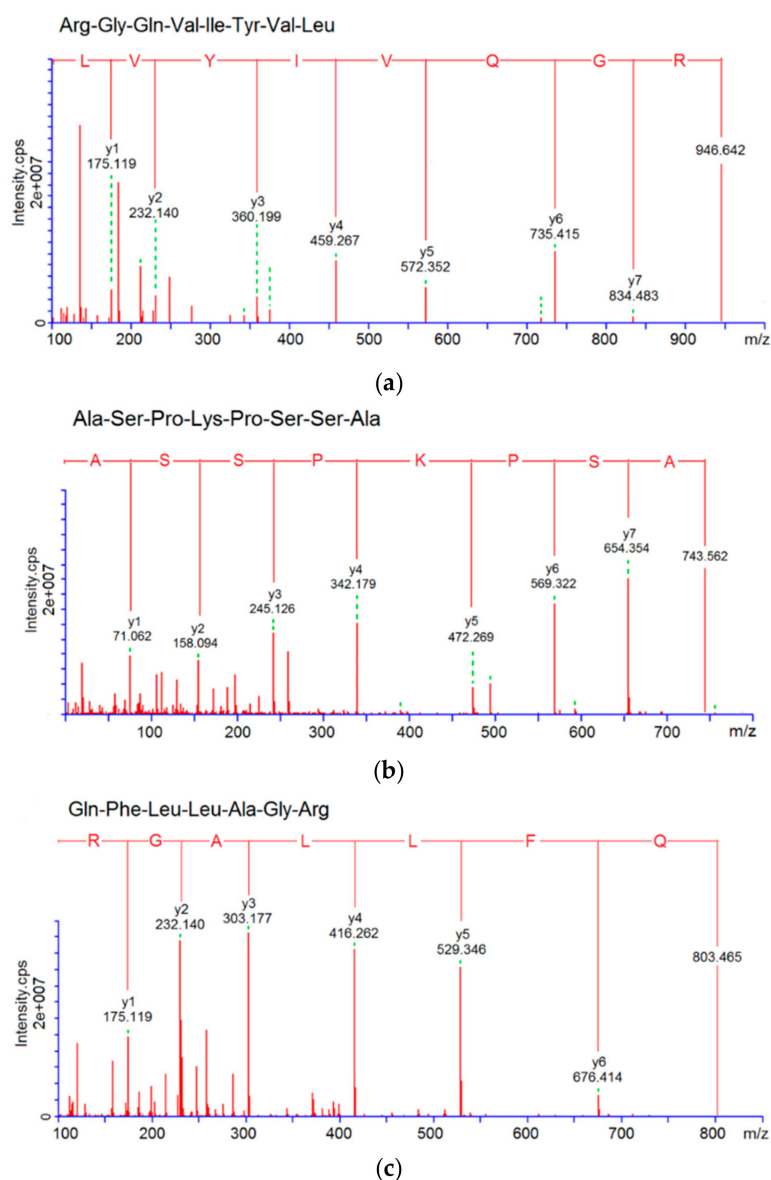 Arg-Gly-Gln-Val-Ile-Tyr-Val-Leu
L V Y I V Q G R
Intensity.cps
2e+007
0
y1
175.119
y2
232.140
y3
360.199
y4
459.267
y5
572.352
y6
735.415
y7
834.483
946.642
100 200 300 400 500 600 700 800 900 m/z
(a)
Ala-Ser-Pro-Lys-Pro-Ser-Ser-Ala
A S S P K P S A
Intensity.cps
2e+007
0
y1
71.062
y2
158.094
y3
245.126
y4
342.179
y5
472.269
y6
569.322
y7
654.354
743.562
100 200 300 400 500 600 700 m/z
(b)
Gln-Phe-Leu-Leu-Ala-Gly-Arg
R G A L L F Q
Intensity.cps
2e+007
0
y1
175.119
y2
232.140
y3
303.177
y4
416.262
y5
529.346
y6
676.414
803.465
100 200 300 400 500 600 700 800 m/z
(c)